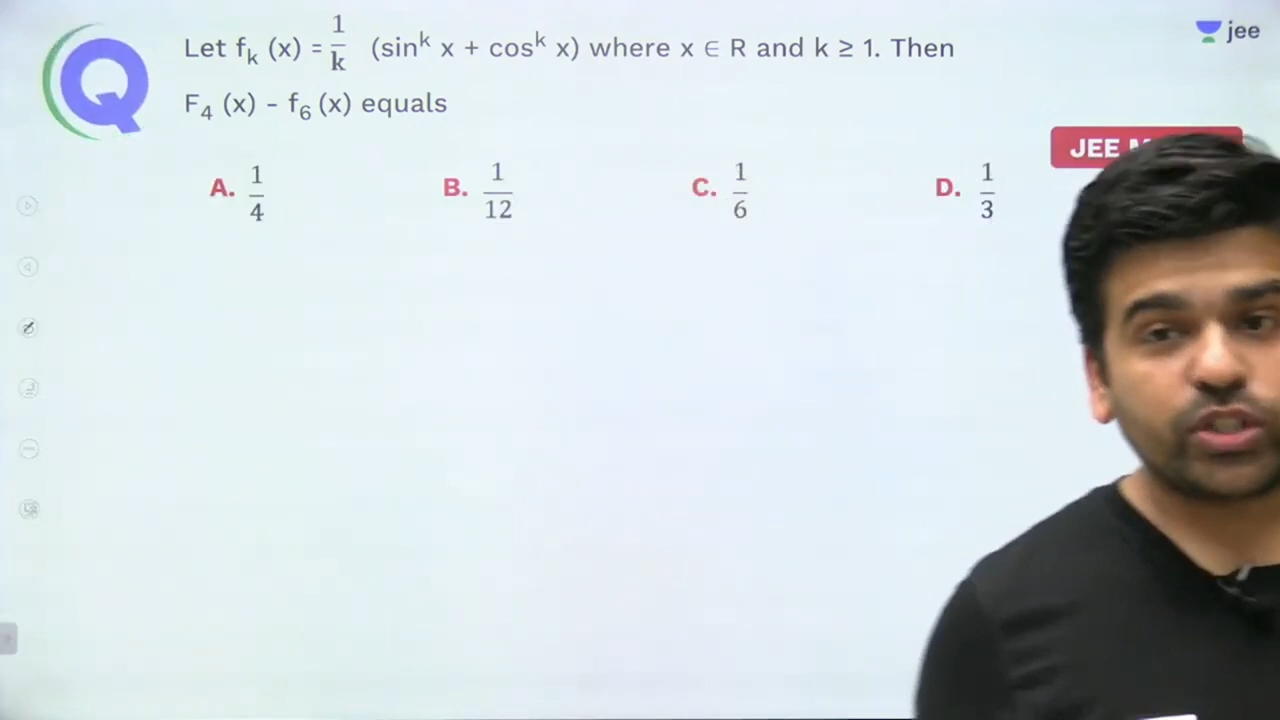 Let fₖ (x) = 1/k (sinᵏ x + cosᵏ x) where x ∈ R and k ≥ 1. Then
F₄ (x) - f₆ (x) equals
jee
JEE M
A. 1/4 B. 1/12 C. 1/6 D. 1/3